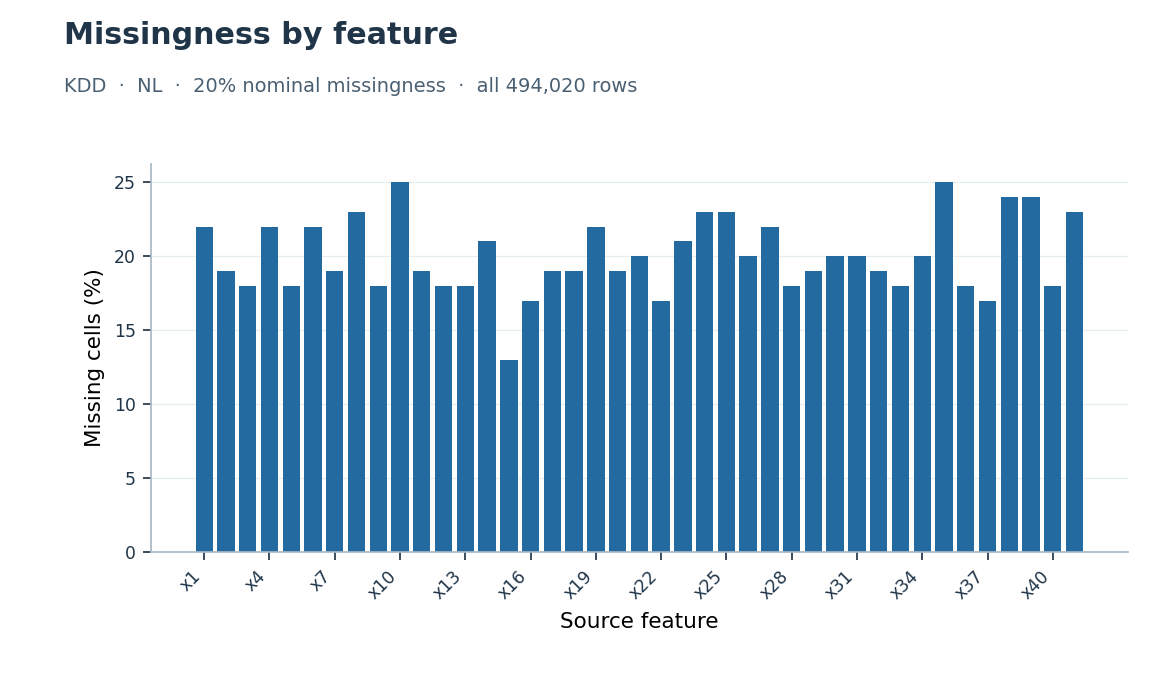 Missingness by feature
KDD · NL · 20% nominal missingness · all 494,020 rows
Missing cells (%)
25
20
15
10
5
0
x1 x4 x7 x10 x13 x16 x19 x22 x25 x28 x31 x34 x37 x40
Source feature